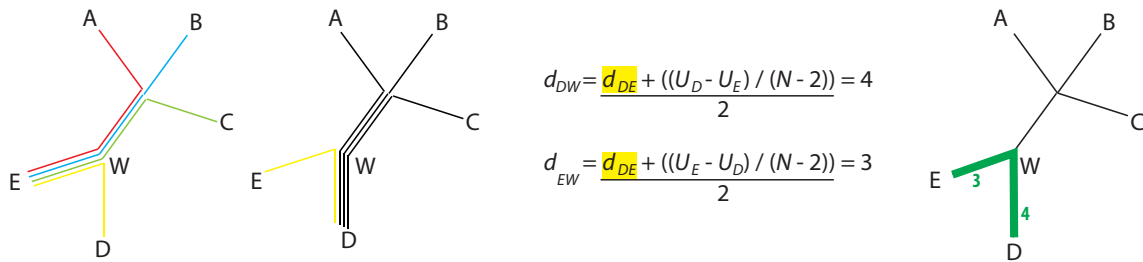 A
B
C
W
E
D
A
B
C
W
E
D
d_DW = d_DE + ((U_D - U_E) / (N - 2)) = 4
2
d_EW = d_DE + ((U_E - U_D) / (N - 2)) = 3
2
A
B
C
W
E
3
4
D